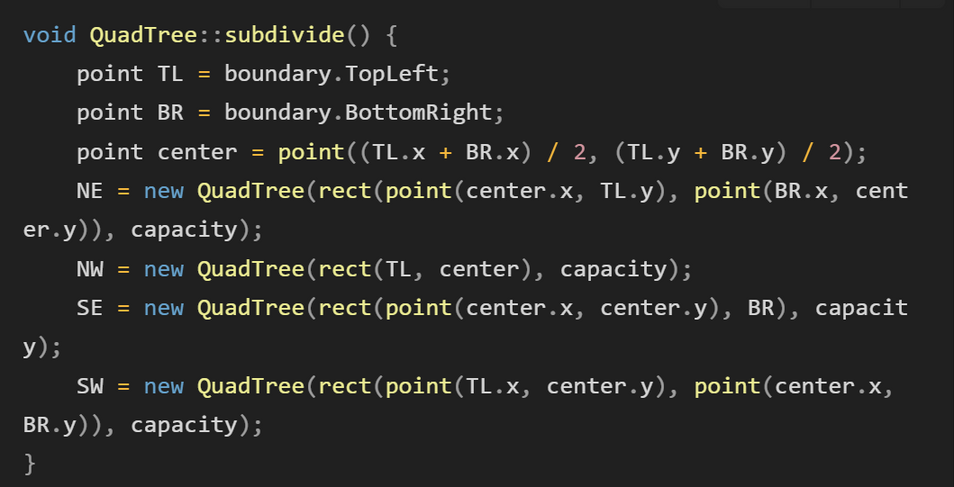 void QuadTree::subdivide() {
    point TL = boundary.TopLeft;
    point BR = boundary.BottomRight;
    point center = point((TL.x + BR.x) / 2, (TL.y + BR.y) / 2);
    NE = new QuadTree(rect(point(center.x, TL.y), point(BR.x, cent
er.y)), capacity);
    NW = new QuadTree(rect(TL, center), capacity);
    SE = new QuadTree(rect(point(center.x, center.y), BR), capacit
y);
    SW = new QuadTree(rect(point(TL.x, center.y), point(center.x,
BR.y)), capacity);
}